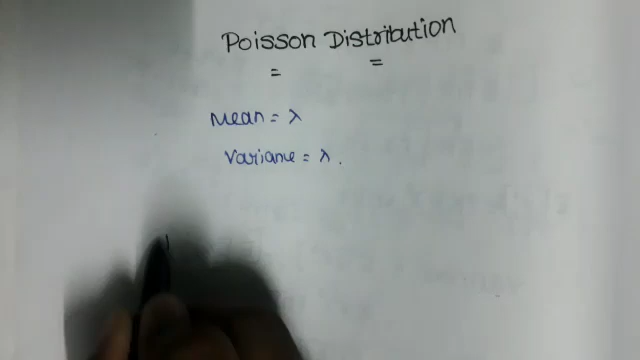 Poisson Distribution
= =
Mean = λ
Variance = λ.